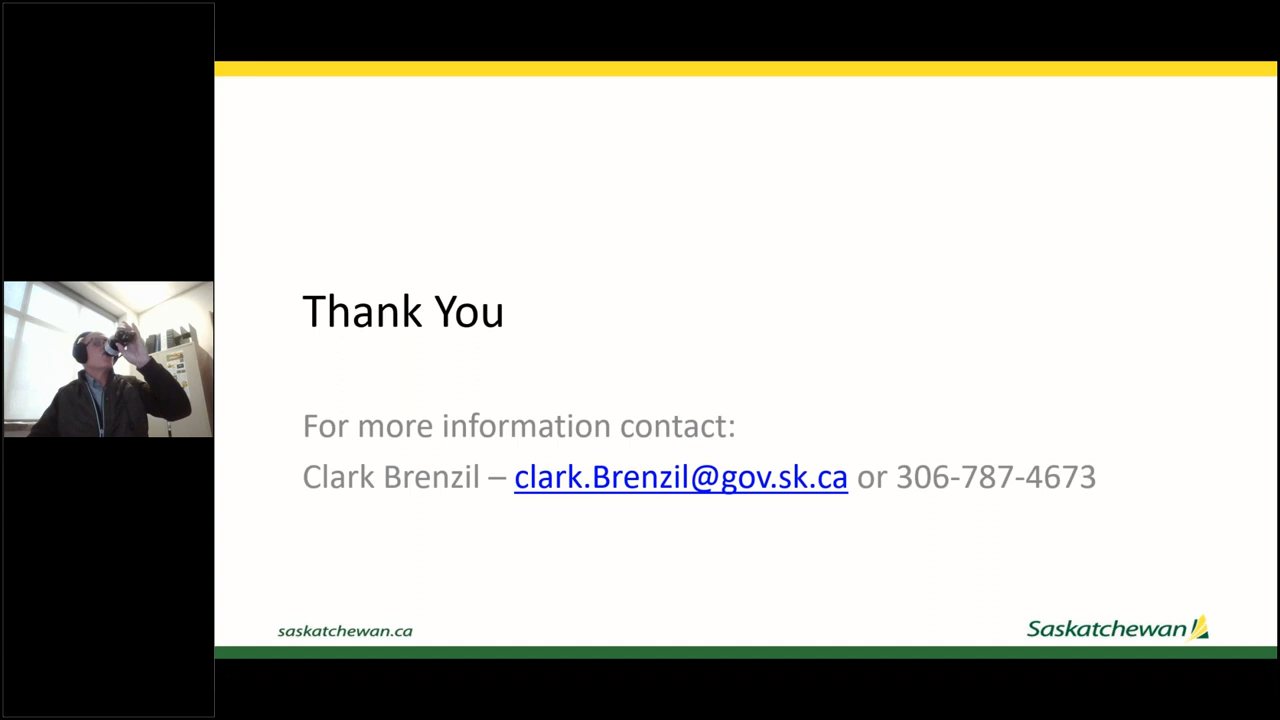 Thank You
For more information contact:
Clark Brenzil – clark.Brenzil@gov.sk.ca or 306-787-4673
saskatchewan.ca
Saskatchewan